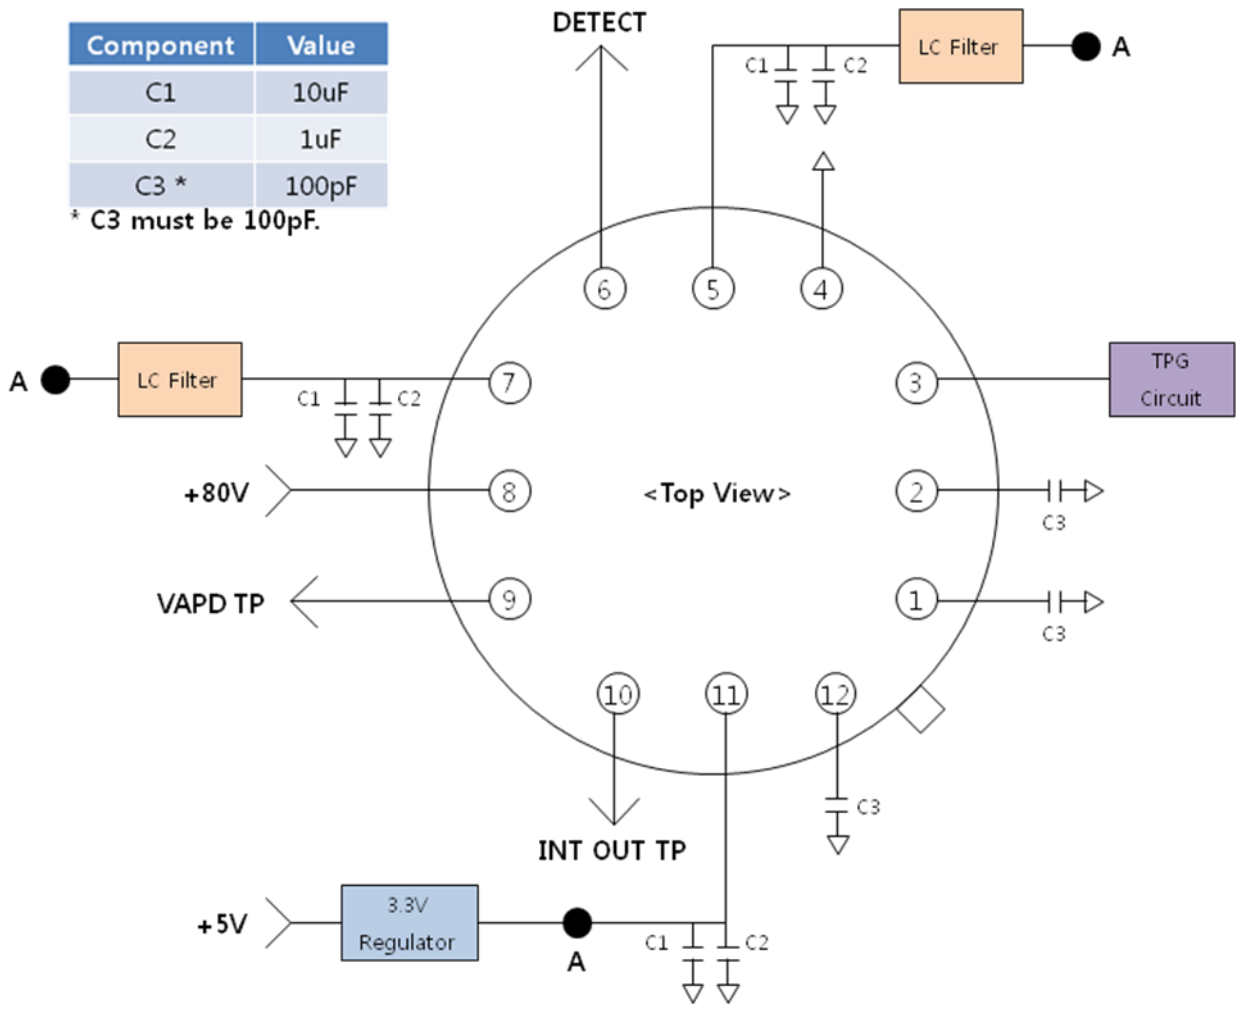 Component Value
C1 10uF
C2 1uF
C3 * 100pF
* C3 must be 100pF.
DETECT
C1 C2
LC Filter
A
6 5 4
A
LC Filter
C1 C2
7
3
TPG
Circuit
+80V
8
<Top View>
2
C3
VAPD TP
9
1
C3
10 11 12
C3
INT OUT TP
+5V
3.3V
Regulator
A
C1 C2